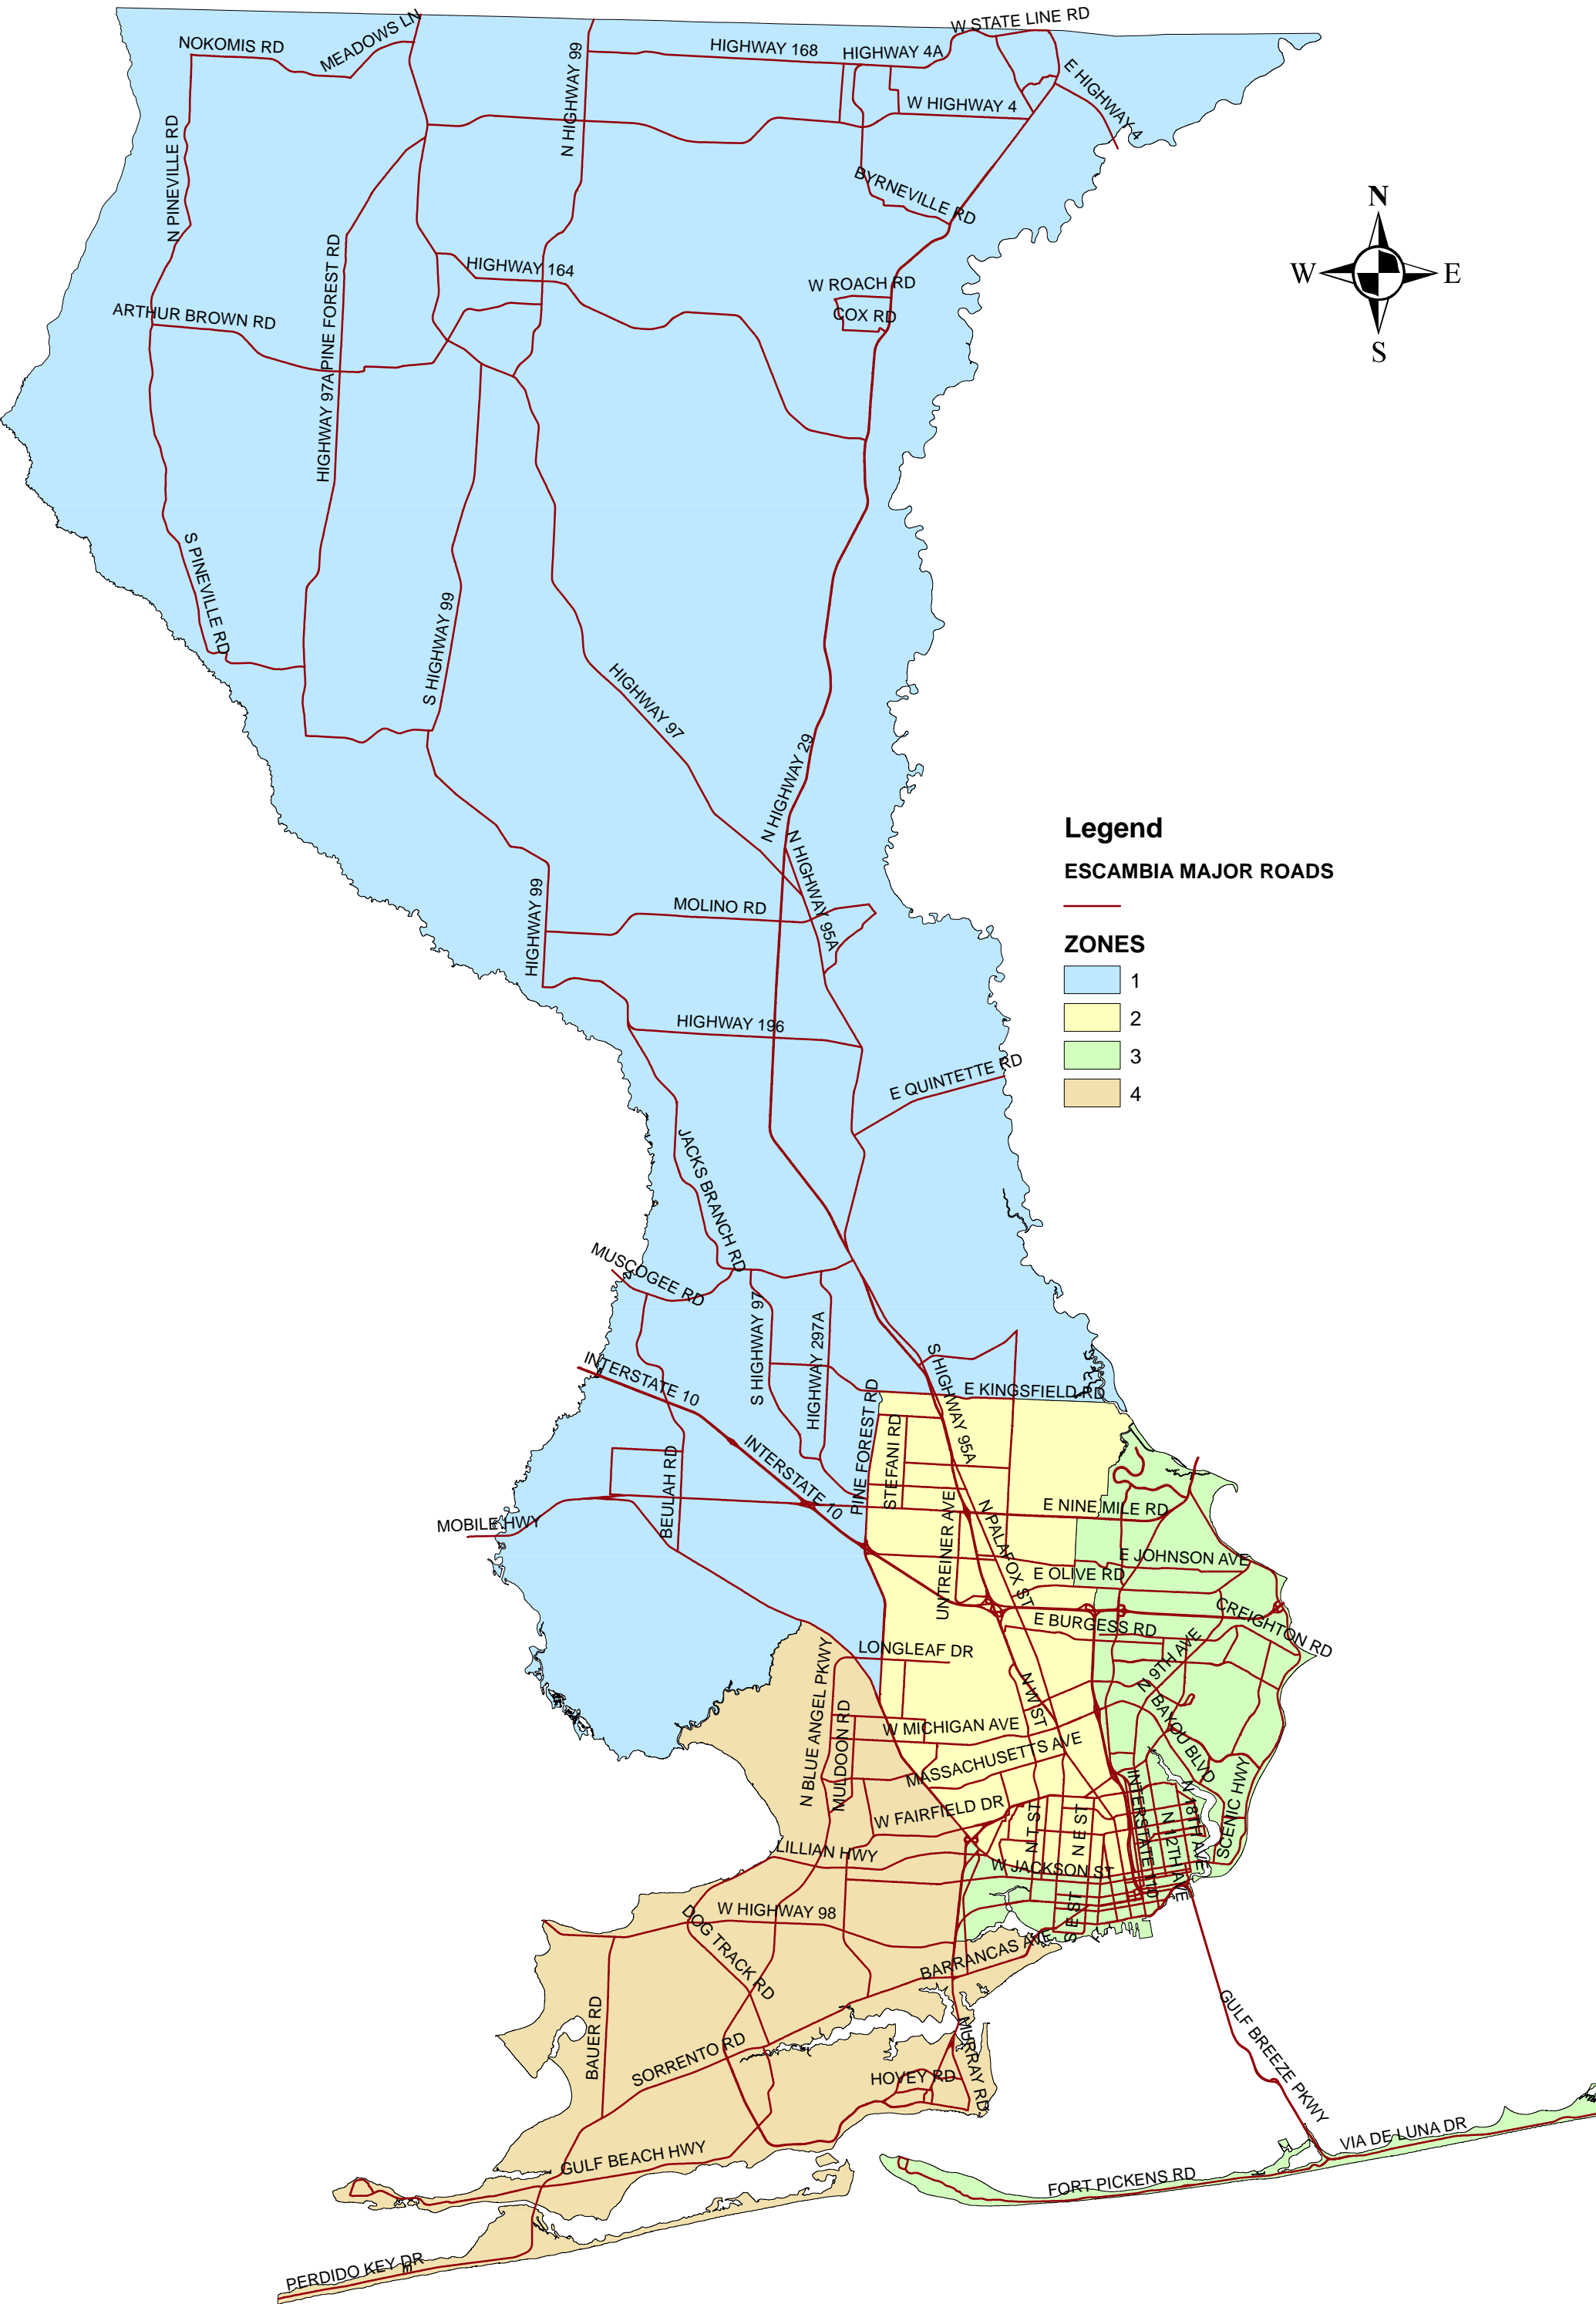 W STATE LINE RD
NOKOMIS RD
MEADOWS LN
N HIGHWAY 99
HIGHWAY 168
HIGHWAY 4A
E HIGHWAY 4
W HIGHWAY 4
N PINEVILLE RD
BYRNEVILLE RD
N
W
E
S
HIGHWAY 164
W ROACH RD
COX RD
ARTHUR BROWN RD
HIGHWAY 97A
PINE FOREST RD
S PINEVILLE RD
S HIGHWAY 99
HIGHWAY 97
N HIGHWAY 29
N HIGHWAY 95A
Legend
ESCAMBIA MAJOR ROADS
ZONES
1
2
3
4
MOLINO RD
HIGHWAY 99
HIGHWAY 196
E QUINTETTE RD
JACKS BRANCH RD
MUSCOGEE RD
S HIGHWAY 97
HIGHWAY 297A
INTERSTATE 10
S HIGHWAY 95A
E KINGSFIELD RD
PINE FOREST RD
STEFANI RD
BEULAH RD
INTERSTATE 10
MOBILE HWY
UNTREINER AVE
N PALAFOX ST
E NINE MILE RD
E JOHNSON AVE
E OLIVE RD
E BURGESS RD
CREIGHTON RD
LONGLEAF DR
N 9TH AVE
N BLUE ANGEL PKWY
MULDOON RD
N W ST
BAYOU BLVD
W MICHIGAN AVE
MASSACHUSETTS AVE
W FAIRFIELD DR
N T ST
N E ST
INTERSTATE 110
N 12TH AVE
N 18TH AVE
SCENIC HWY
LILLIAN HWY
W JACKSON ST
W HIGHWAY 98
DOG TRACK RD
S E ST
BARRANCAS AVE
BAUER RD
SORRENTO RD
HOVEY RD
MURRAY RD
GULF BREEZE PKWY
GULF BEACH HWY
VIA DE LUNA DR
FORT PICKENS RD
PERDIDO KEY DR